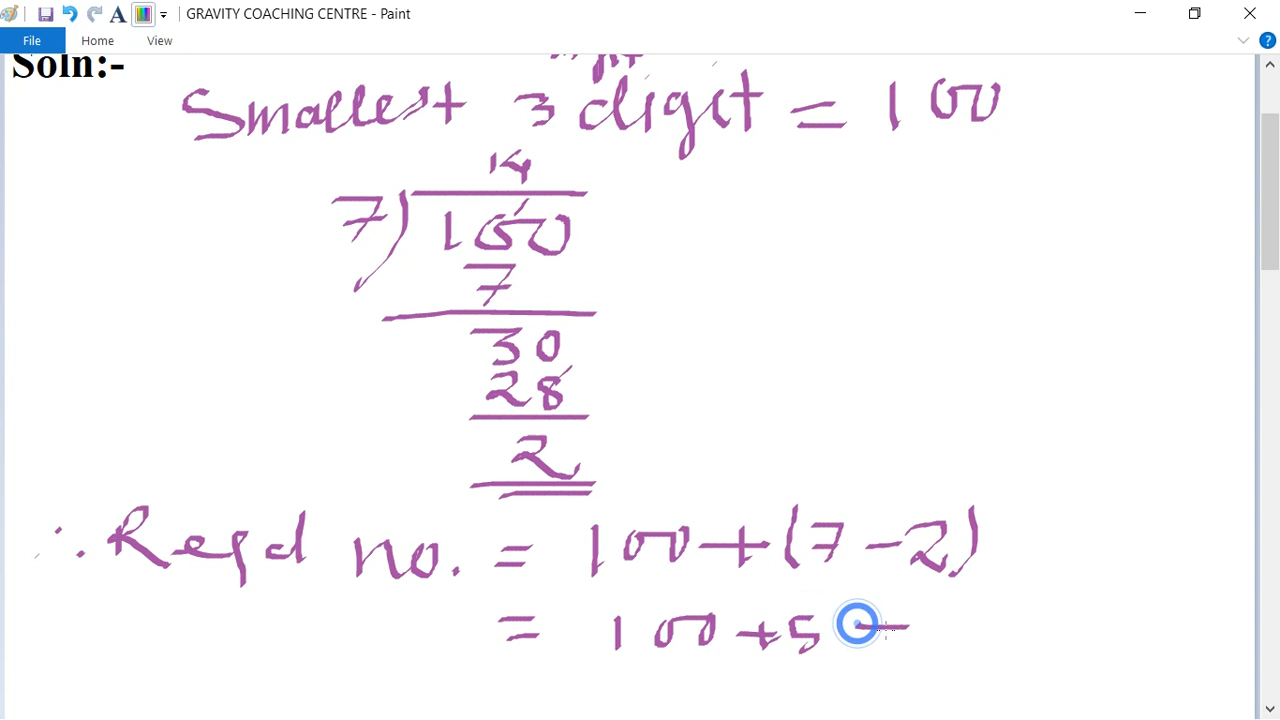 GRAVITY COACHING CENTRE - Paint
File Home View
Soln:-
Smallest 3 digit = 100
14
7) 100
7
30
28
2
∴ Reqd no. = 100 + (7 - 2)
= 100 + 5